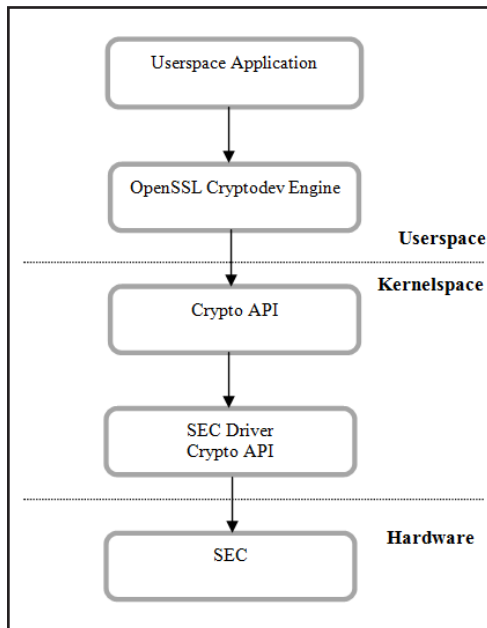 Userspace Application
OpenSSL Cryptodev Engine
Userspace
Kernelspace
Crypto API
SEC Driver
Crypto API
Hardware
SEC